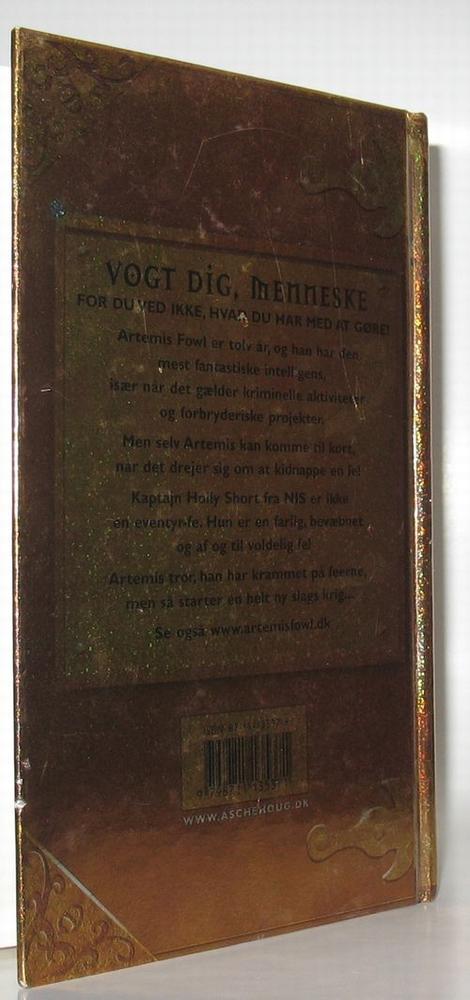 VOGT DIG, MENNESKE
FOR DU VED IKKE, HVAD DU HAR MED AT GØRE!
Artemis Fowl er tolv år, og han har den
mest fantastiske intelligens,
især når det gælder kriminelle aktiviteter
og forbryderiske projekter.
Men selv Artemis kan komme til kort,
når det drejer sig om at kidnappe en fe!
Kaptajn Holly Short fra NIS er ikke
en eventyr-fe. Hun er en farlig, bevæbnet
og af og til voldelig fe!
Artemis tror, han har krammet på feerne,
men så starter en helt ny slags krig...
Se også www.artemisfowl.dk
ISBN
WWW.ASCHEHOUG.DK